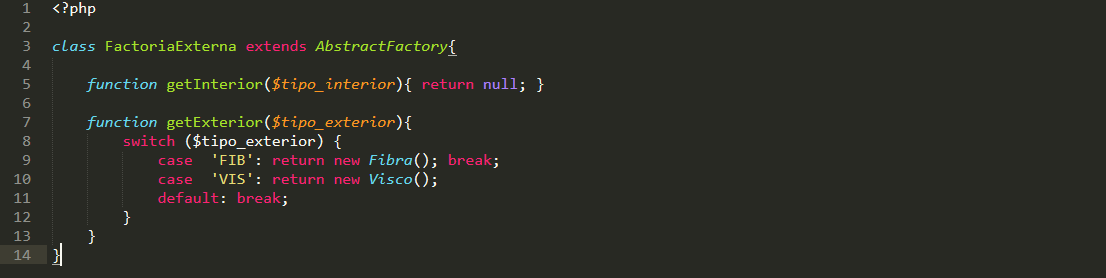 1 <?php
2
3 class FactoriaExterna extends AbstractFactory{
4
5 function getInterior($tipo_interior){ return null; }
6
7 function getExterior($tipo_exterior){
8 switch ($tipo_exterior) {
9 case  'FIB': return new Fibra(); break;
10 case  'VIS': return new Visco();
11 default: break;
12 }
13 }
14 }